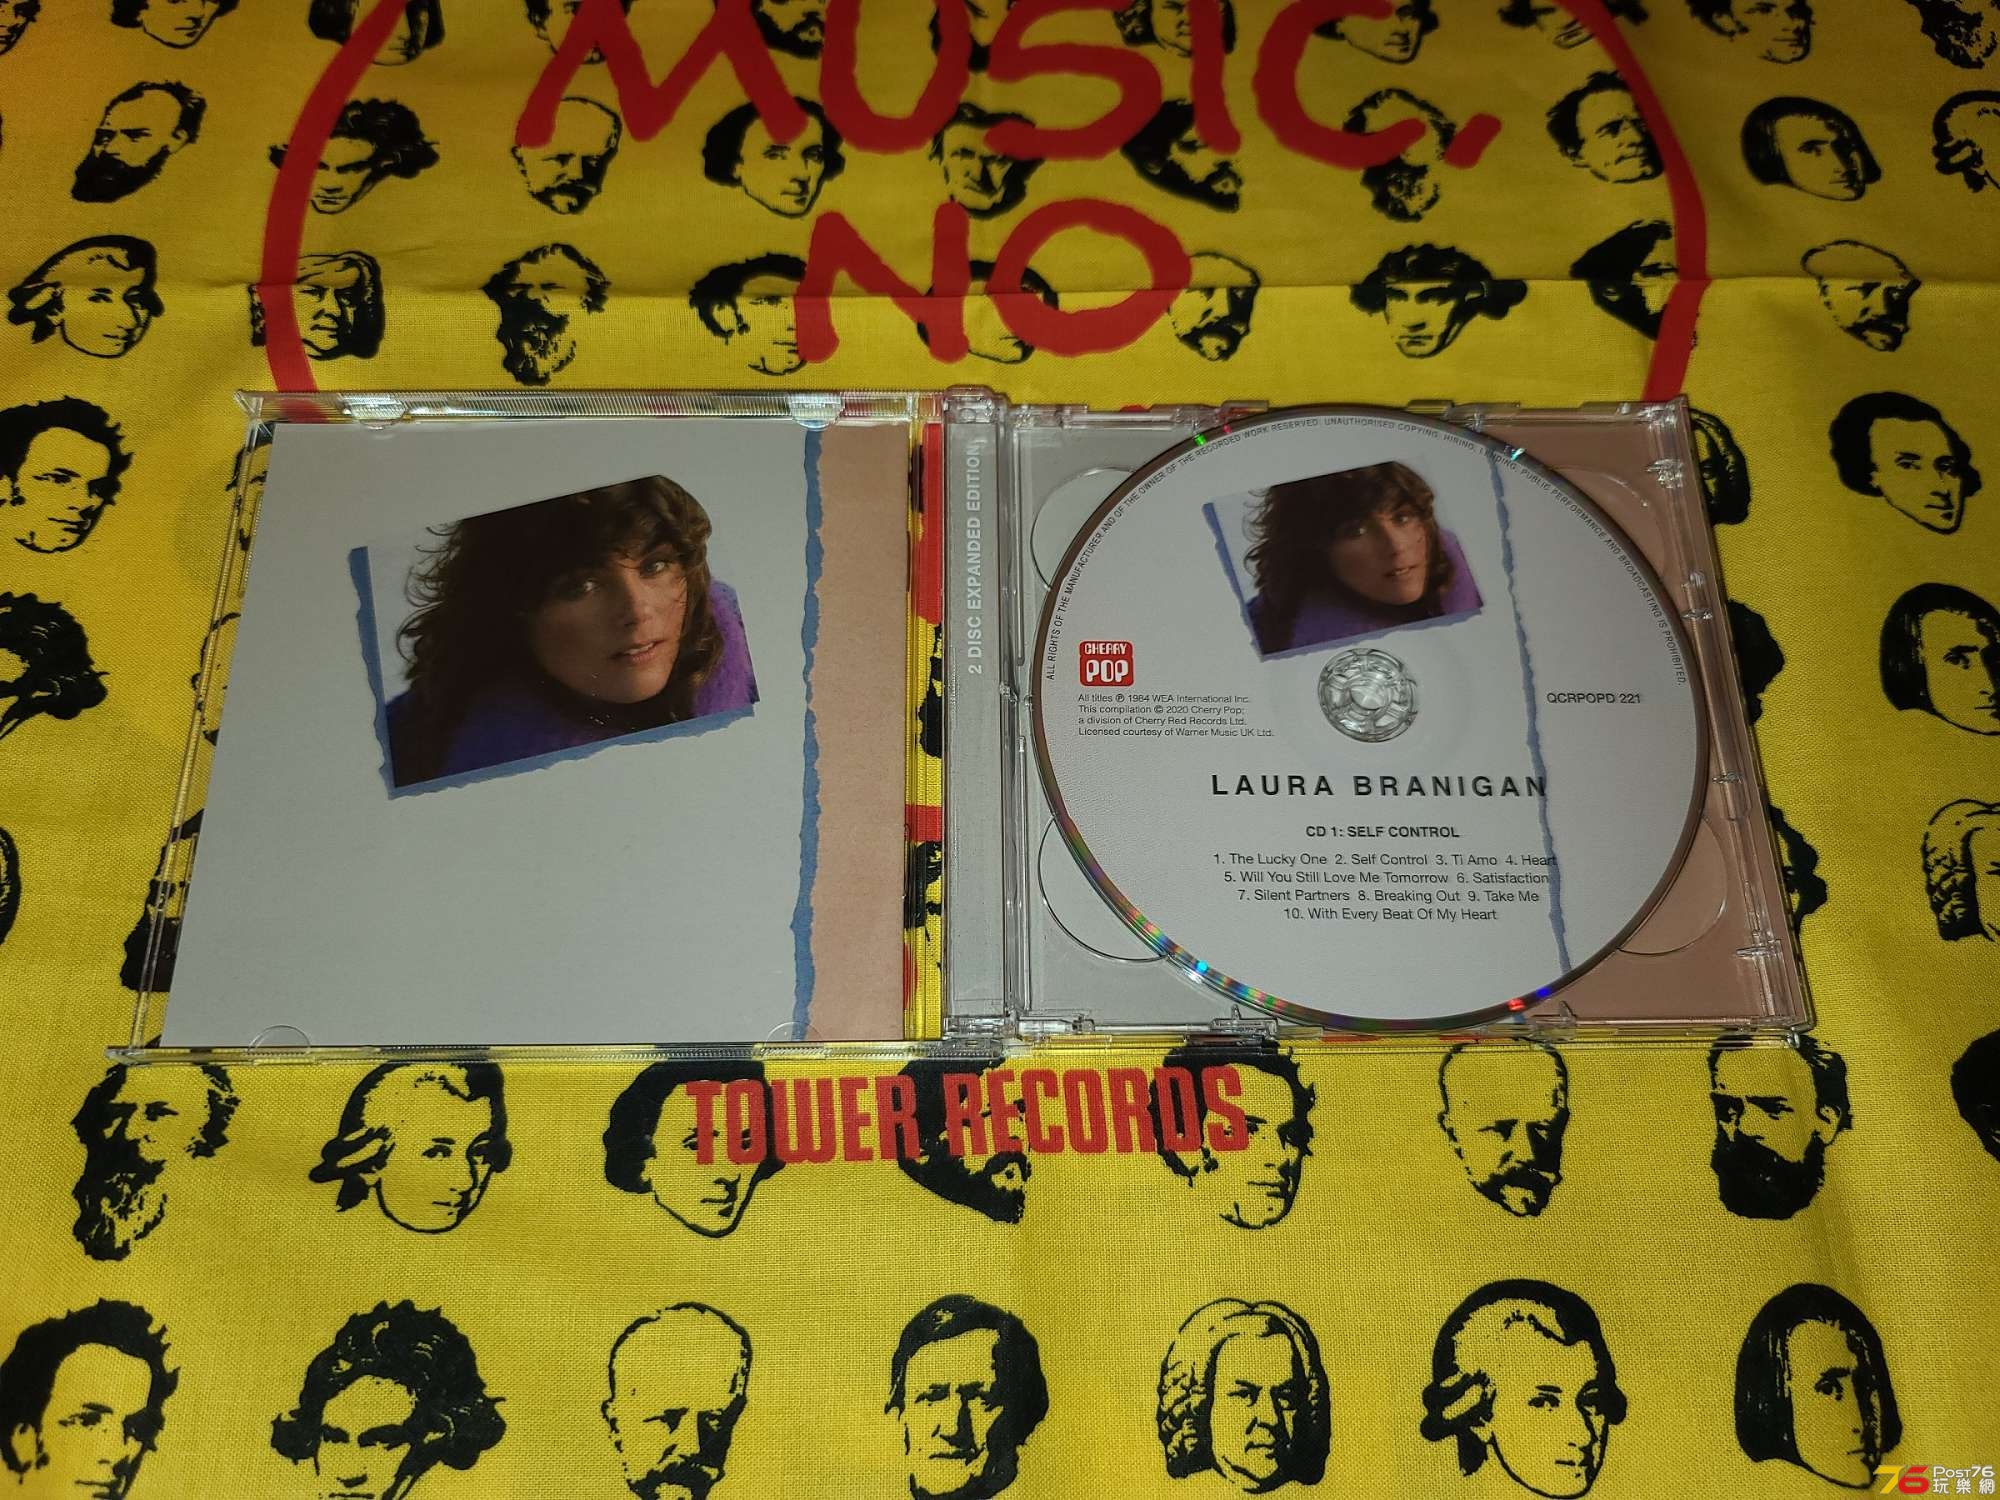 MUSIC,
NO
2 DISC EXPANDED EDITION
ALL RIGHTS OF THE MANUFACTURER AND OF THE OWNER OF THE RECORDED WORK RESERVED. UNAUTHORISED COPYING, HIRING, LENDING, PUBLIC PERFORMANCE AND BROADCASTING IS PROHIBITED.
CHERRY
POP
All titles ℗ 1984 WEA International Inc.
This compilation © 2020 Cherry Pop;
a division of Cherry Red Records Ltd.
Licensed courtesy of Warner Music UK Ltd.
QCRPOPD 221
LAURA BRANIGAN
CD 1: SELF CONTROL
1. The Lucky One 2. Self Control 3. Ti Amo 4. Heart
5. Will You Still Love Me Tomorrow 6. Satisfaction
7. Silent Partners 8. Breaking Out 9. Take Me
10. With Every Beat Of My Heart
TOWER RECORDS
76 POST76
玩樂網